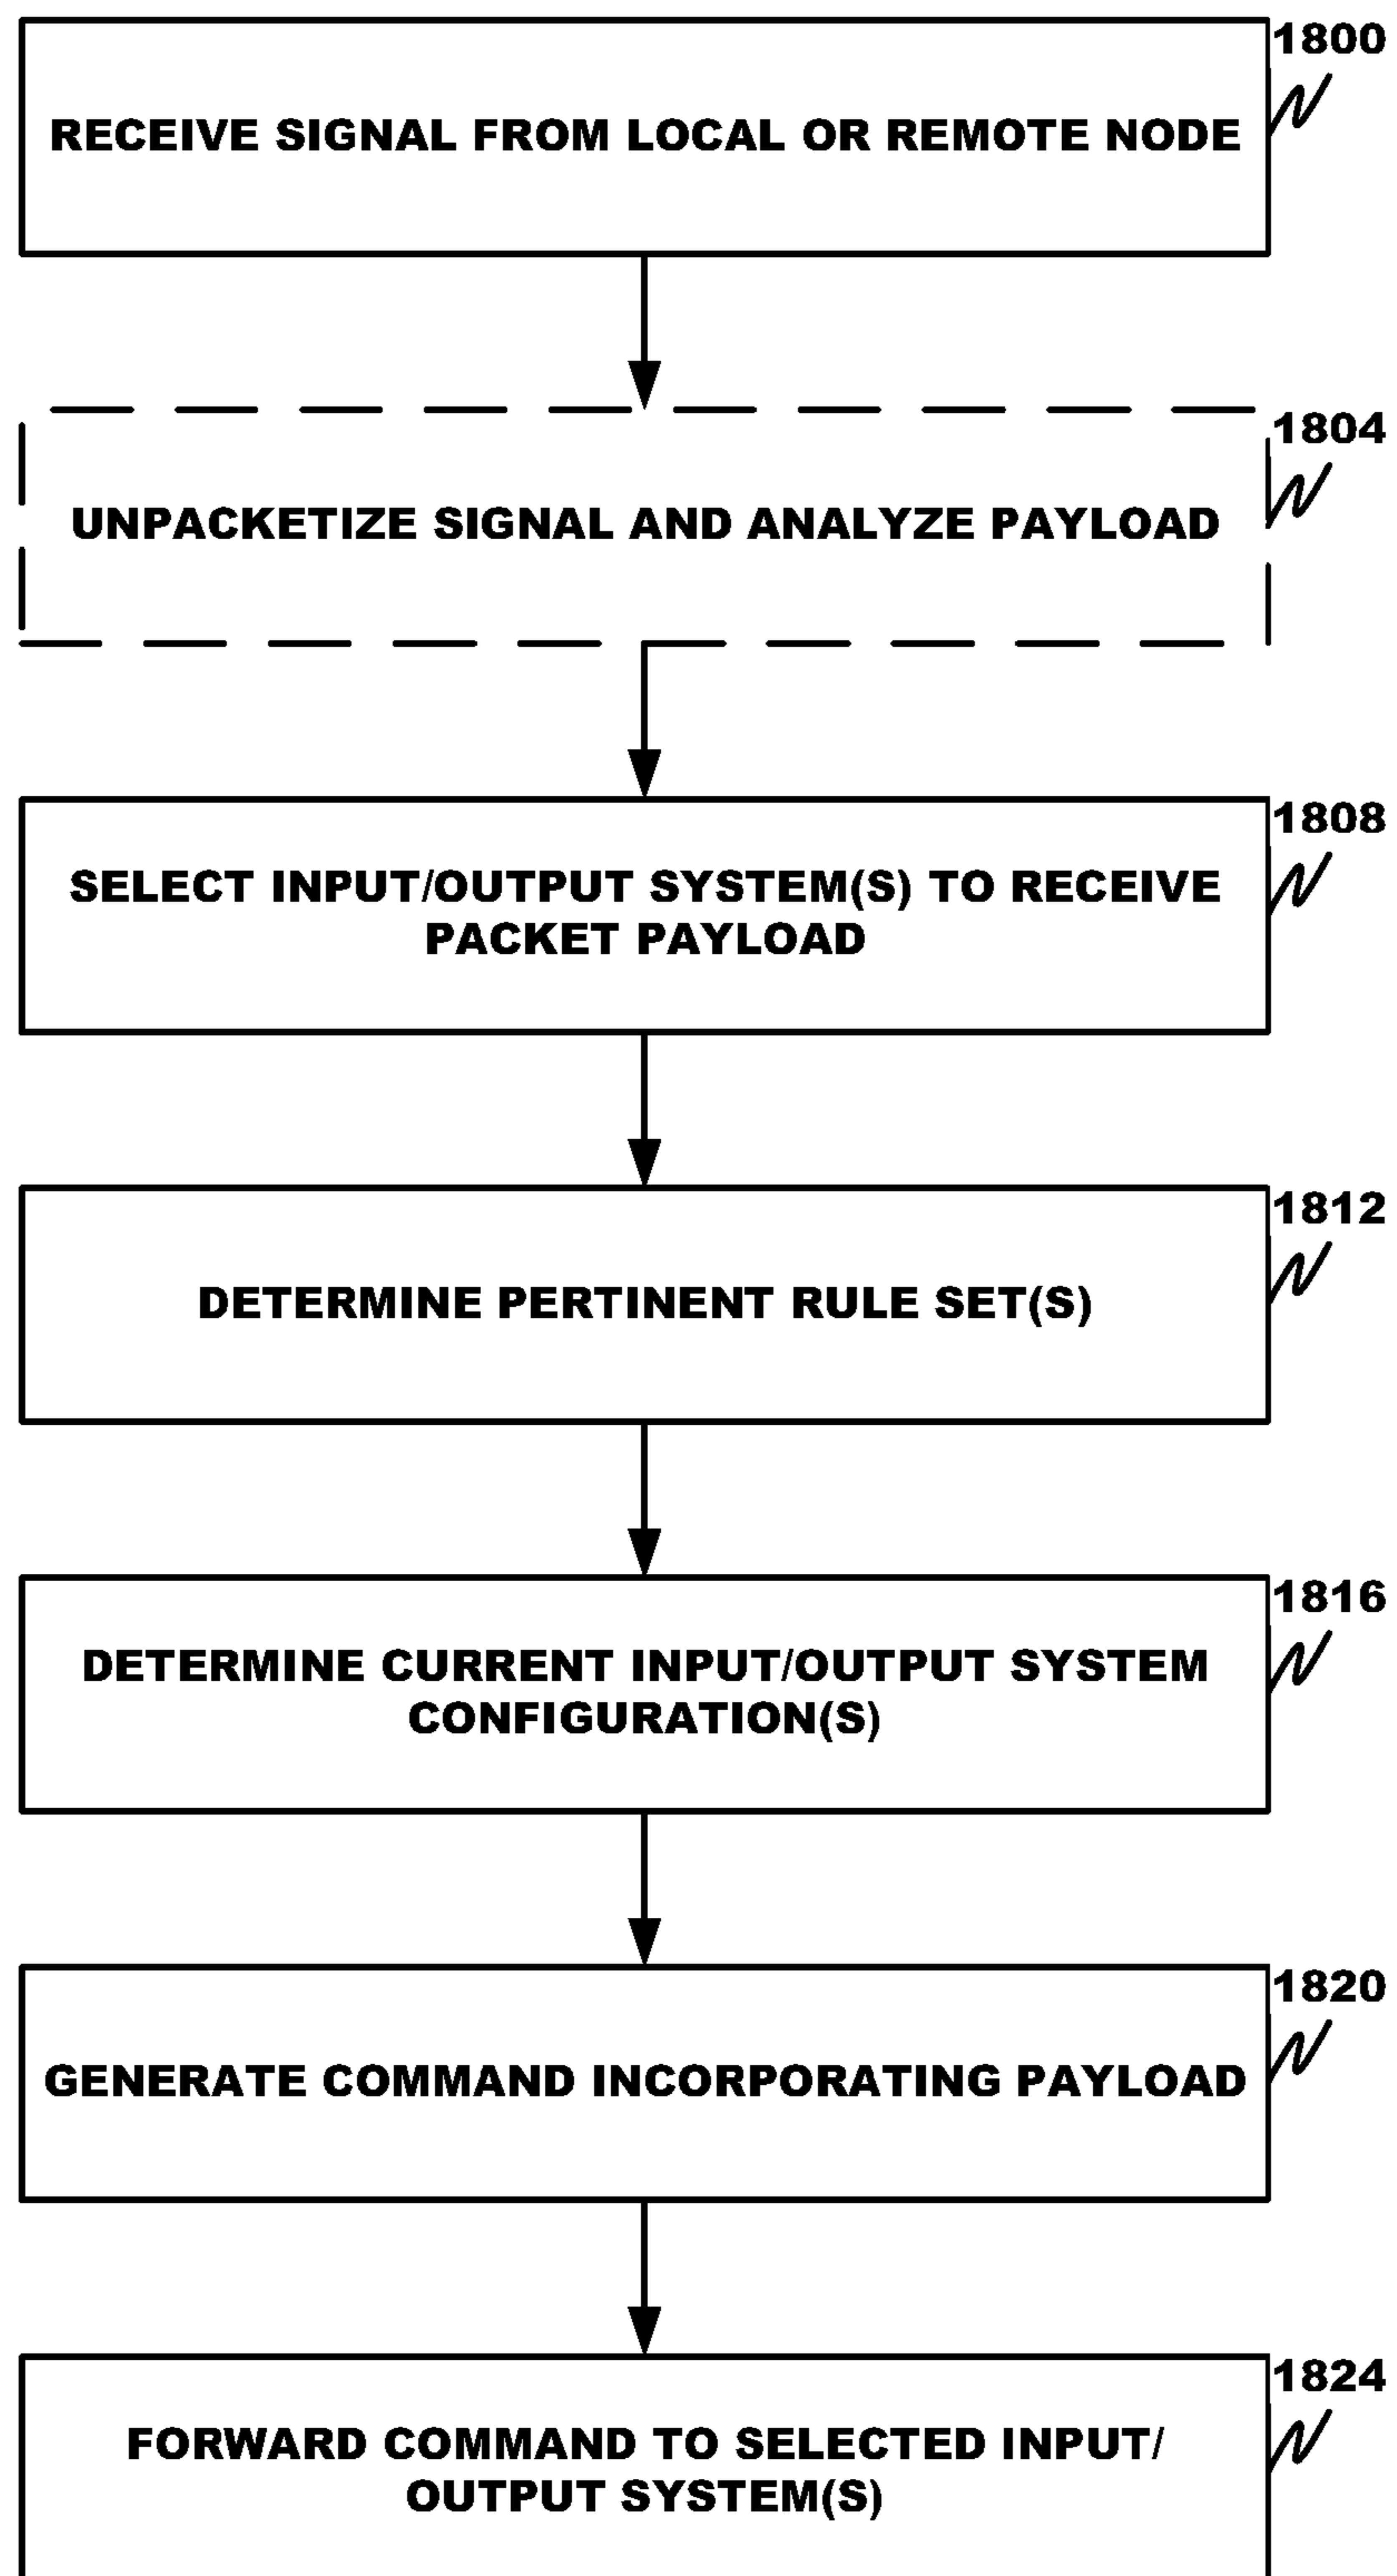 1800
RECEIVE SIGNAL FROM LOCAL OR REMOTE NODE
1804
UNPACKETIZE SIGNAL AND ANALYZE PAYLOAD
1808
SELECT INPUT/OUTPUT SYSTEM(S) TO RECEIVE
PACKET PAYLOAD
1812
DETERMINE PERTINENT RULE SET(S)
1816
DETERMINE CURRENT INPUT/OUTPUT SYSTEM
CONFIGURATION(S)
1820
GENERATE COMMAND INCORPORATING PAYLOAD
1824
FORWARD COMMAND TO SELECTED INPUT/
OUTPUT SYSTEM(S)